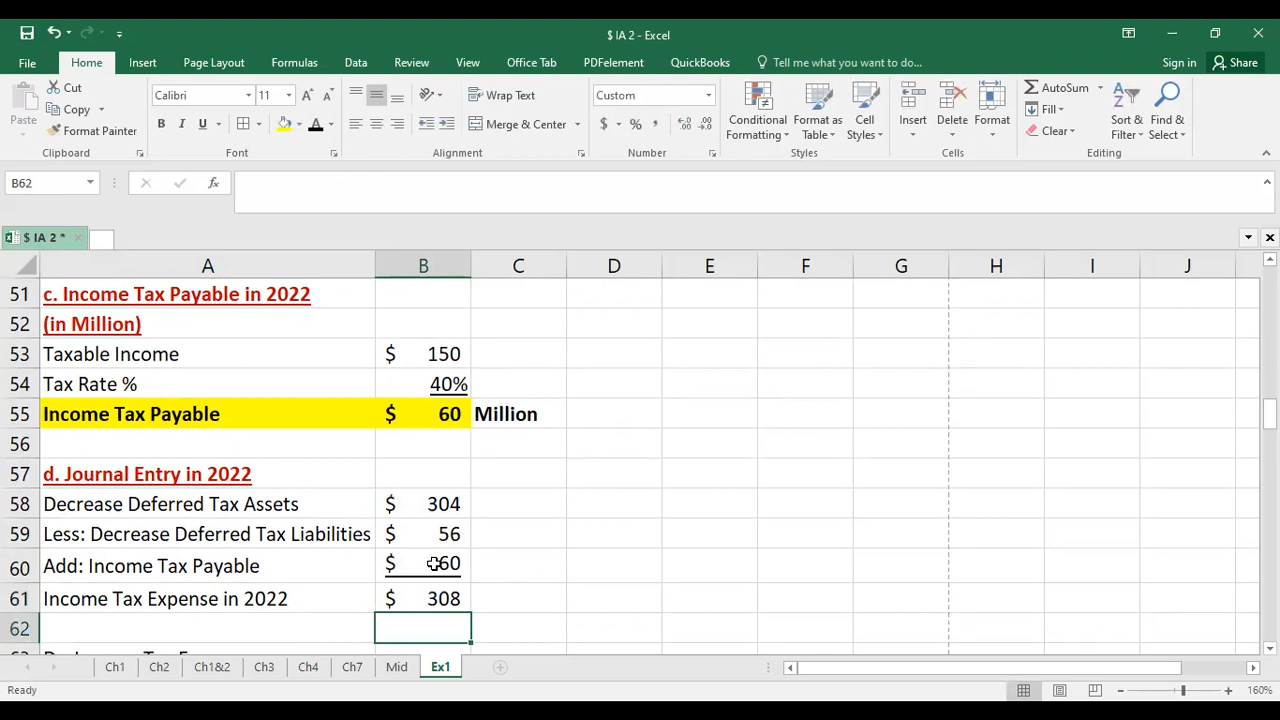 $ IA 2 - Excel
File Home Insert Page Layout Formulas Data Review View Office Tab PDFelement QuickBooks Tell me what you want to do... Sign in Share
Paste Cut Copy Format Painter
Calibri 11
B I U A
Wrap Text
Merge & Center
Custom
$ % ,
Conditional Formatting Format as Table Cell Styles
Insert Delete Format
AutoSum Fill Clear
Sort & Filter Find & Select
Clipboard Font Alignment Number Styles Cells Editing
B62 fx
$ IA 2 *
A B C D E F G H I J
51 c. Income Tax Payable in 2022
52 (in Million)
53 Taxable Income $ 150
54 Tax Rate % 40%
55 Income Tax Payable $ 60 Million
56
57 d. Journal Entry in 2022
58 Decrease Deferred Tax Assets $ 304
59 Less: Decrease Deferred Tax Liabilities $ 56
60 Add: Income Tax Payable $ 60
61 Income Tax Expense in 2022 $ 308
62
Ch1 Ch2 Ch1&2 Ch3 Ch4 Ch7 Mid Ex1
Ready 160%